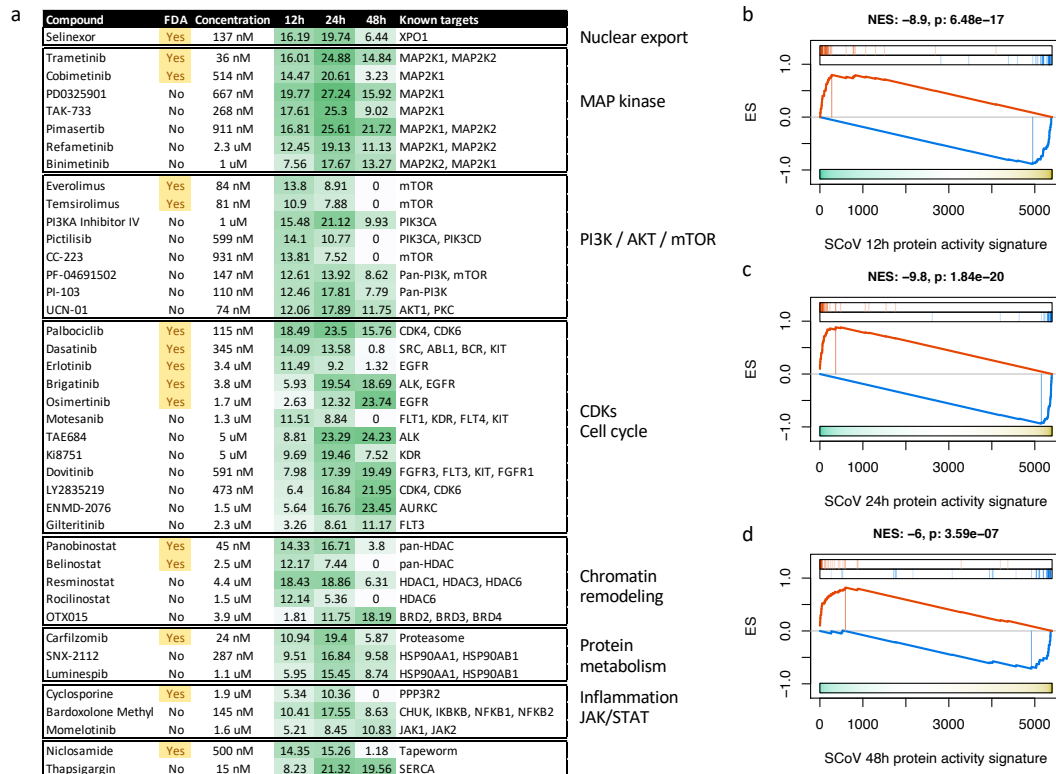 a
Compound FDA Concentration 12h 24h 48h Known targets
Selinexor Yes 137 nM 16.19 19.74 6.44 XPO1
Nuclear export
Trametinib Yes 36 nM 16.01 24.88 14.84 MAP2K1, MAP2K2
Cobimetinib Yes 514 nM 14.47 20.61 3.23 MAP2K1
PD0325901 No 667 nM 19.77 27.24 15.92 MAP2K1
TAK-733 No 268 nM 17.61 25.3 9.02 MAP2K1
Pimasertib No 911 nM 16.81 25.61 21.72 MAP2K1, MAP2K2
Refametinib No 2.3 uM 12.45 19.13 11.13 MAP2K1, MAP2K2
Binimetinib No 1 uM 7.56 17.67 13.27 MAP2K2, MAP2K1
MAP kinase
Everolimus Yes 84 nM 13.8 8.91 0 mTOR
Temsirolimus Yes 81 nM 10.9 7.88 0 mTOR
PI3KA Inhibitor IV No 1 uM 15.48 21.12 9.93 PIK3CA
Pictilisib No 599 nM 14.1 10.77 0 PIK3CA, PIK3CD
CC-223 No 931 nM 13.81 7.52 0 mTOR
PF-04691502 No 147 nM 12.61 13.92 8.62 Pan-PI3K, mTOR
PI-103 No 110 nM 12.46 17.81 7.79 Pan-PI3K
UCN-01 No 74 nM 12.06 17.89 11.75 AKT1, PKC
PI3K / AKT / mTOR
Palbociclib Yes 115 nM 18.49 23.5 15.76 CDK4, CDK6
Dasatinib Yes 345 nM 14.09 13.58 0.8 SRC, ABL1, BCR, KIT
Erlotinib Yes 3.4 uM 11.49 9.2 1.32 EGFR
Brigatinib Yes 3.8 uM 5.93 19.54 18.69 ALK, EGFR
Osimertinib Yes 1.7 uM 2.63 12.32 23.74 EGFR
Motesanib No 1.3 uM 11.51 8.84 0 FLT1, KDR, FLT4, KIT
TAE684 No 5 uM 8.81 23.29 24.23 ALK
Ki8751 No 5 uM 9.69 19.46 7.52 KDR
Dovitinib No 591 nM 7.98 17.39 19.49 FGFR3, FLT3, KIT, FGFR1
LY2835219 No 473 nM 6.4 16.84 21.95 CDK4, CDK6
ENMD-2076 No 1.5 uM 5.64 16.76 23.45 AURKC
Gilteritinib No 2.3 uM 3.26 8.61 11.17 FLT3
CDKs
Cell cycle
Panobinostat Yes 45 nM 14.33 16.71 3.8 pan-HDAC
Belinostat Yes 2.5 uM 12.17 7.44 0 pan-HDAC
Resminostat No 4.4 uM 18.43 18.86 6.31 HDAC1, HDAC3, HDAC6
Rocilinostat No 1.5 uM 12.14 5.36 0 HDAC6
OTX015 No 3.9 uM 1.81 11.75 18.19 BRD2, BRD3, BRD4
Chromatin
remodeling
Carfilzomib Yes 24 nM 10.94 19.4 5.87 Proteasome
SNX-2112 No 287 nM 9.51 16.84 9.58 HSP90AA1, HSP90AB1
Luminespib No 1.1 uM 5.95 15.45 8.74 HSP90AA1, HSP90AB1
Protein
metabolism
Cyclosporine Yes 1.9 uM 5.34 10.36 0 PPP3R2
Bardoxolone Methyl No 145 nM 10.41 17.55 8.63 CHUK, IKBKB, NFKB1, NFKB2
Momelotinib No 1.6 uM 5.21 8.45 10.83 JAK1, JAK2
Inflammation
JAK/STAT
Niclosamide Yes 500 nM 14.35 15.26 1.18 Tapeworm
Thapsigargin No 15 nM 8.23 21.32 19.56 SERCA
b
NES: −8.9, p: 6.48e−17
ES
1.0
0.0
−1.0
0 1000 3000 5000
SCoV 12h protein activity signature
c
NES: −9.8, p: 1.84e−20
ES
1.0
0.0
−1.0
0 1000 3000 5000
SCoV 24h protein activity signature
d
NES: −6, p: 3.59e−07
ES
1.0
0.0
−1.0
0 1000 3000 5000
SCoV 48h protein activity signature